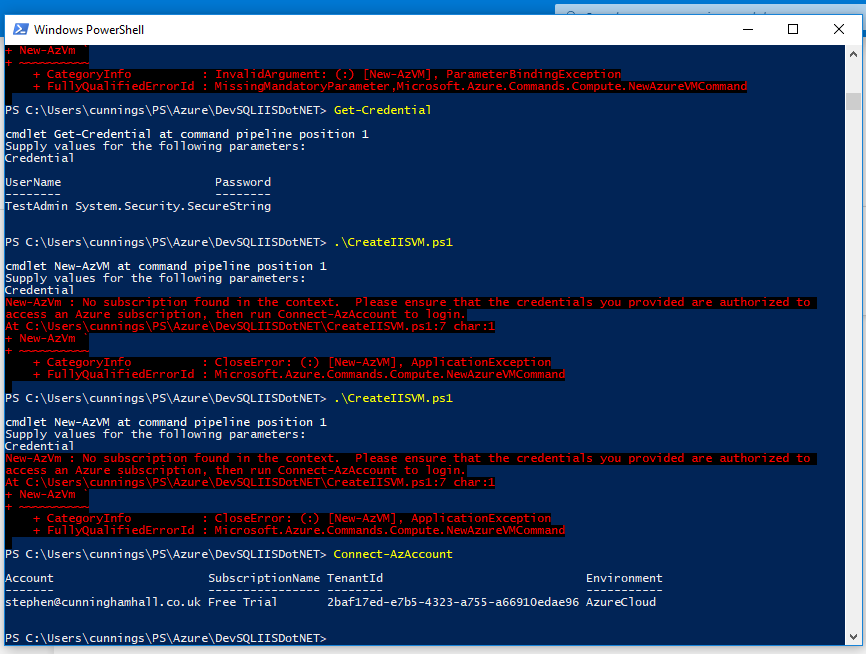 Windows PowerShell
+ New-AzVm `
+ ~~~~~~~~~~
+ CategoryInfo : InvalidArgument: (:) [New-AzVM], ParameterBindingException
+ FullyQualifiedErrorId : MissingMandatoryParameter,Microsoft.Azure.Commands.Compute.NewAzureVMCommand
PS C:\Users\cunnings\PS\Azure\DevSQLIISDotNET> Get-Credential
cmdlet Get-Credential at command pipeline position 1
Supply values for the following parameters:
Credential
UserName Password
-------- --------
TestAdmin System.Security.SecureString
PS C:\Users\cunnings\PS\Azure\DevSQLIISDotNET> .\CreateIISVM.ps1
cmdlet New-AzVM at command pipeline position 1
Supply values for the following parameters:
Credential
New-AzVm : No subscription found in the context.  Please ensure that the credentials you provided are authorized to
access an Azure subscription, then run Connect-AzAccount to login.
At C:\Users\cunnings\PS\Azure\DevSQLIISDotNET\CreateIISVM.ps1:7 char:1
+ New-AzVm `
+ ~~~~~~~~~~
+ CategoryInfo : CloseError: (:) [New-AzVM], ApplicationException
+ FullyQualifiedErrorId : Microsoft.Azure.Commands.Compute.NewAzureVMCommand
PS C:\Users\cunnings\PS\Azure\DevSQLIISDotNET> .\CreateIISVM.ps1
cmdlet New-AzVM at command pipeline position 1
Supply values for the following parameters:
Credential
New-AzVm : No subscription found in the context.  Please ensure that the credentials you provided are authorized to
access an Azure subscription, then run Connect-AzAccount to login.
At C:\Users\cunnings\PS\Azure\DevSQLIISDotNET\CreateIISVM.ps1:7 char:1
+ New-AzVm `
+ ~~~~~~~~~~
+ CategoryInfo : CloseError: (:) [New-AzVM], ApplicationException
+ FullyQualifiedErrorId : Microsoft.Azure.Commands.Compute.NewAzureVMCommand
PS C:\Users\cunnings\PS\Azure\DevSQLIISDotNET> Connect-AzAccount
Account SubscriptionName TenantId Environment
------- ---------------- -------- -----------
stephen@cunninghamhall.co.uk Free Trial 2baf17ed-e7b5-4323-a755-a66910edae96 AzureCloud
PS C:\Users\cunnings\PS\Azure\DevSQLIISDotNET>